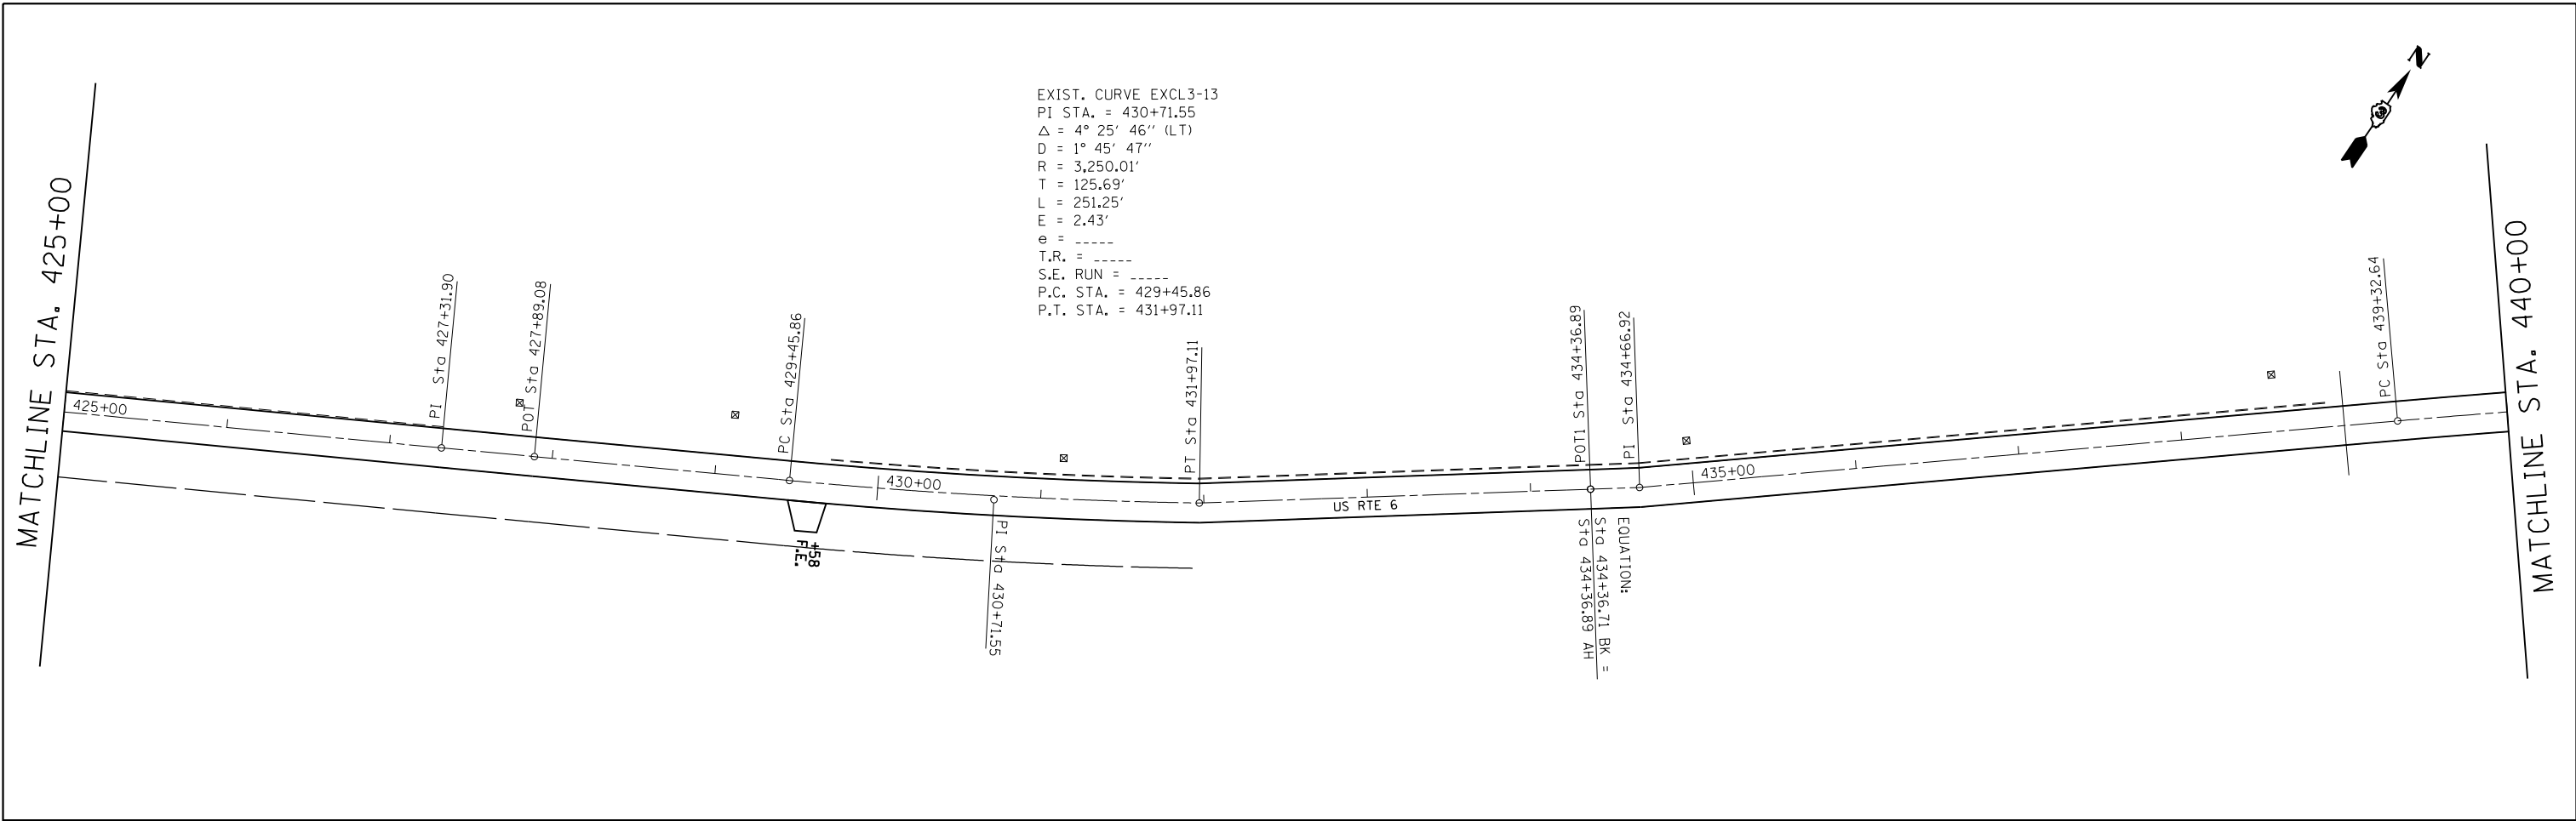 MATCHLINE STA. 425+00
425+00
PI Sta 427+31.90
POT Sta 427+89.08
PC Sta 429+45.86
+58
F.E.
430+00
PI Sta 430+71.55
EXIST. CURVE EXCL3-13
PI STA. = 430+71.55
Δ = 4° 25' 46'' (LT)
D = 1° 45' 47''
R = 3,250.01'
T = 125.69'
L = 251.25'
E = 2.43'
e = _____
T.R. = _____
S.E. RUN = _____
P.C. STA. = 429+45.86
P.T. STA. = 431+97.11
PT Sta 431+97.11
US RTE 6
POT1 Sta 434+36.89
PI Sta 434+66.92
EQUATION:
Sta 434+36.71 BK =
Sta 434+36.89 AH
435+00
PC Sta 439+32.64
N
MATCHLINE STA. 440+00